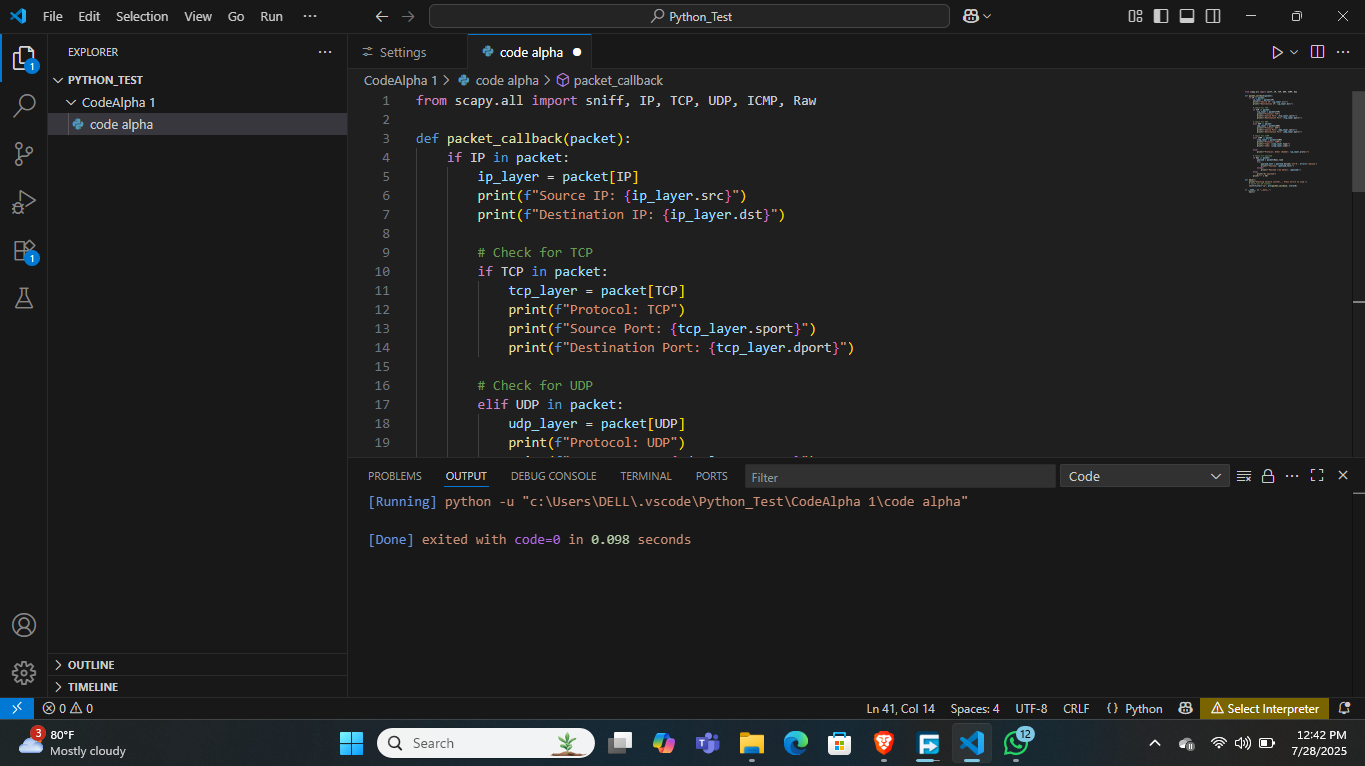 File Edit Selection View Go Run ··· Python_Test
EXPLORER ···
PYTHON_TEST
CodeAlpha 1
code alpha
OUTLINE
TIMELINE
1
1
Settings code alpha
CodeAlpha 1 > code alpha > packet_callback
1 from scapy.all import sniff, IP, TCP, UDP, ICMP, Raw
2
3 def packet_callback(packet):
4 if IP in packet:
5 ip_layer = packet[IP]
6 print(f"Source IP: {ip_layer.src}")
7 print(f"Destination IP: {ip_layer.dst}")
8
9 # Check for TCP
10 if TCP in packet:
11 tcp_layer = packet[TCP]
12 print(f"Protocol: TCP")
13 print(f"Source Port: {tcp_layer.sport}")
14 print(f"Destination Port: {tcp_layer.dport}")
15
16 # Check for UDP
17 elif UDP in packet:
18 udp_layer = packet[UDP]
19 print(f"Protocol: UDP")
PROBLEMS OUTPUT DEBUG CONSOLE TERMINAL PORTS Filter Code ···
[Running] python -u "c:\Users\DELL\.vscode\Python_Test\CodeAlpha 1\code alpha"
[Done] exited with code=0 in 0.098 seconds
0 0 Ln 41, Col 14 Spaces: 4 UTF-8 CRLF {} Python Select Interpreter
3 80°F
Mostly cloudy
Search
12
12:42 PM
7/28/2025